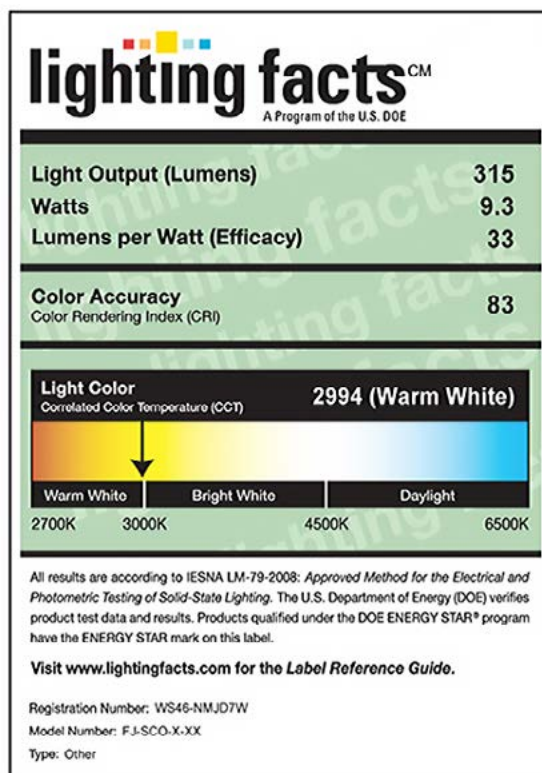 lighting facts CM
A Program of the U.S. DOE
Light Output (Lumens) 315
Watts 9.3
Lumens per Watt (Efficacy) 33
Color Accuracy 83
Color Rendering Index (CRI)
Light Color 2994 (Warm White)
Correlated Color Temperature (CCT)
Warm White Bright White Daylight
2700K 3000K 4500K 6500K
All results are according to IESNA LM-79-2008: Approved Method for the Electrical and
Photometric Testing of Solid-State Lighting. The U.S. Department of Energy (DOE) verifies
product test data and results. Products qualified under the DOE ENERGY STAR® program
have the ENERGY STAR mark on this label.
Visit www.lightingfacts.com for the Label Reference Guide.
Registration Number: WS46-NMJD7W
Model Number: FJ-SCO-X-XX
Type: Other